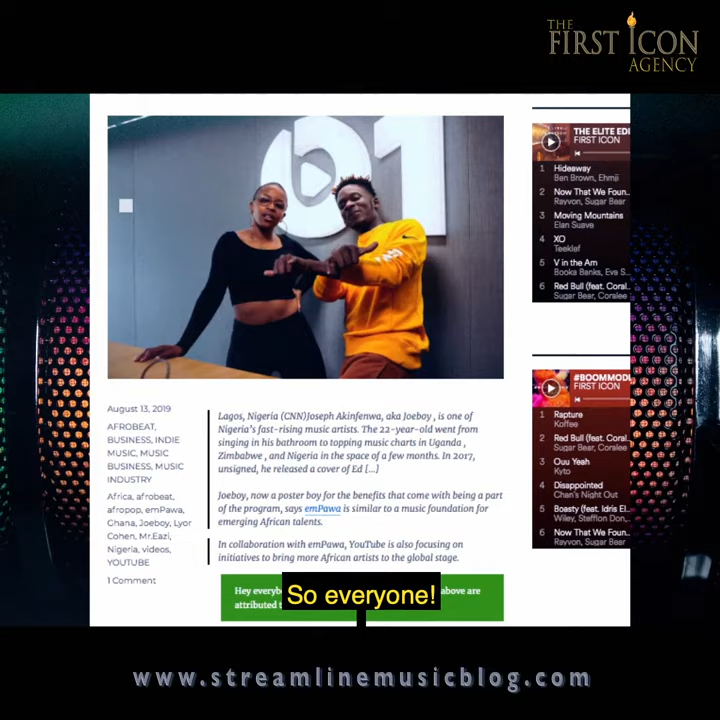 THE
FIRST ICON
AGENCY
THE ELITE EDI
FIRST ICON
1 Hideaway
Ben Brown, Ehmji
2 Now That We Foun..
Rayvon, Sugar Bear
3 Moving Mountains
Elan Suave
4 XO
Teeklef
5 V in the Am
Booka Banks, Eva S...
6 Red Bull (feat. Coral..
Sugar Bear, Coralee
#BOOMMODE
FIRST ICON
1 Rapture
Koffee
2 Red Bull (feat. Coral..
Sugar Bear, Coralee
3 Ouu Yeah
Kyto
4 Disappointed
Chan's Night Out
5 Boasty (feat. Idris El..
Wiley, Stefflon Don,..
6 Now That We Foun..
Rayvon, Sugar Bear
August 13, 2019
AFROBEAT,
BUSINESS, INDIE
MUSIC, MUSIC
BUSINESS, MUSIC
INDUSTRY
Africa, afrobeat,
afropop, emPawa,
Ghana, Joeboy, Lyor
Cohen, Mr.Eazi,
Nigeria, videos,
YOUTUBE
1 Comment
Lagos, Nigeria (CNN)Joseph Akinfenwa, aka Joeboy , is one of
Nigeria's fast-rising music artists. The 22-year-old went from
singing in his bathroom to topping music charts in Uganda ,
Zimbabwe , and Nigeria in the space of a few months. In 2017,
unsigned, he released a cover of Ed [...]
Joeboy, now a poster boy for the benefits that come with being a part
of the program, says emPawa is similar to a music foundation for
emerging African talents.
In collaboration with emPawa, YouTube is also focusing on
initiatives to bring more African artists to the global stage.
Hey everyb above are
attributed t
So everyone!
www.streamlinemusicblog.com